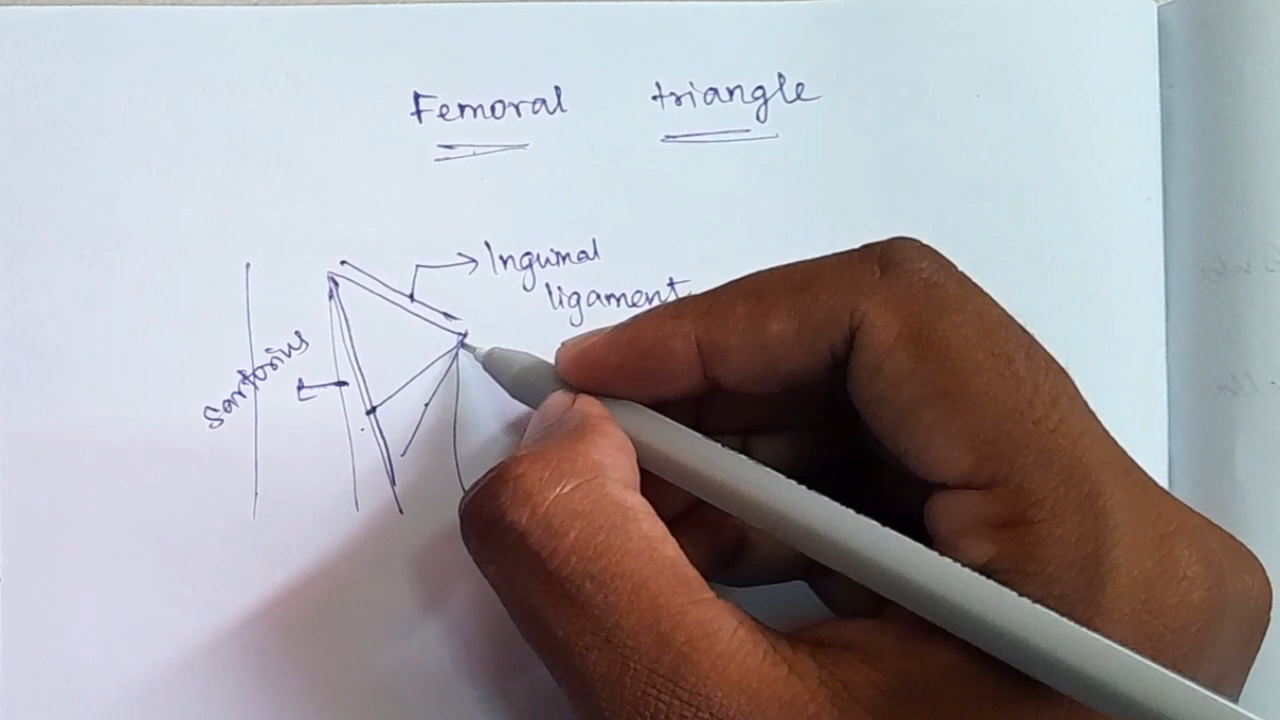 Femoral triangle
Inguinal
ligament
Sartorius